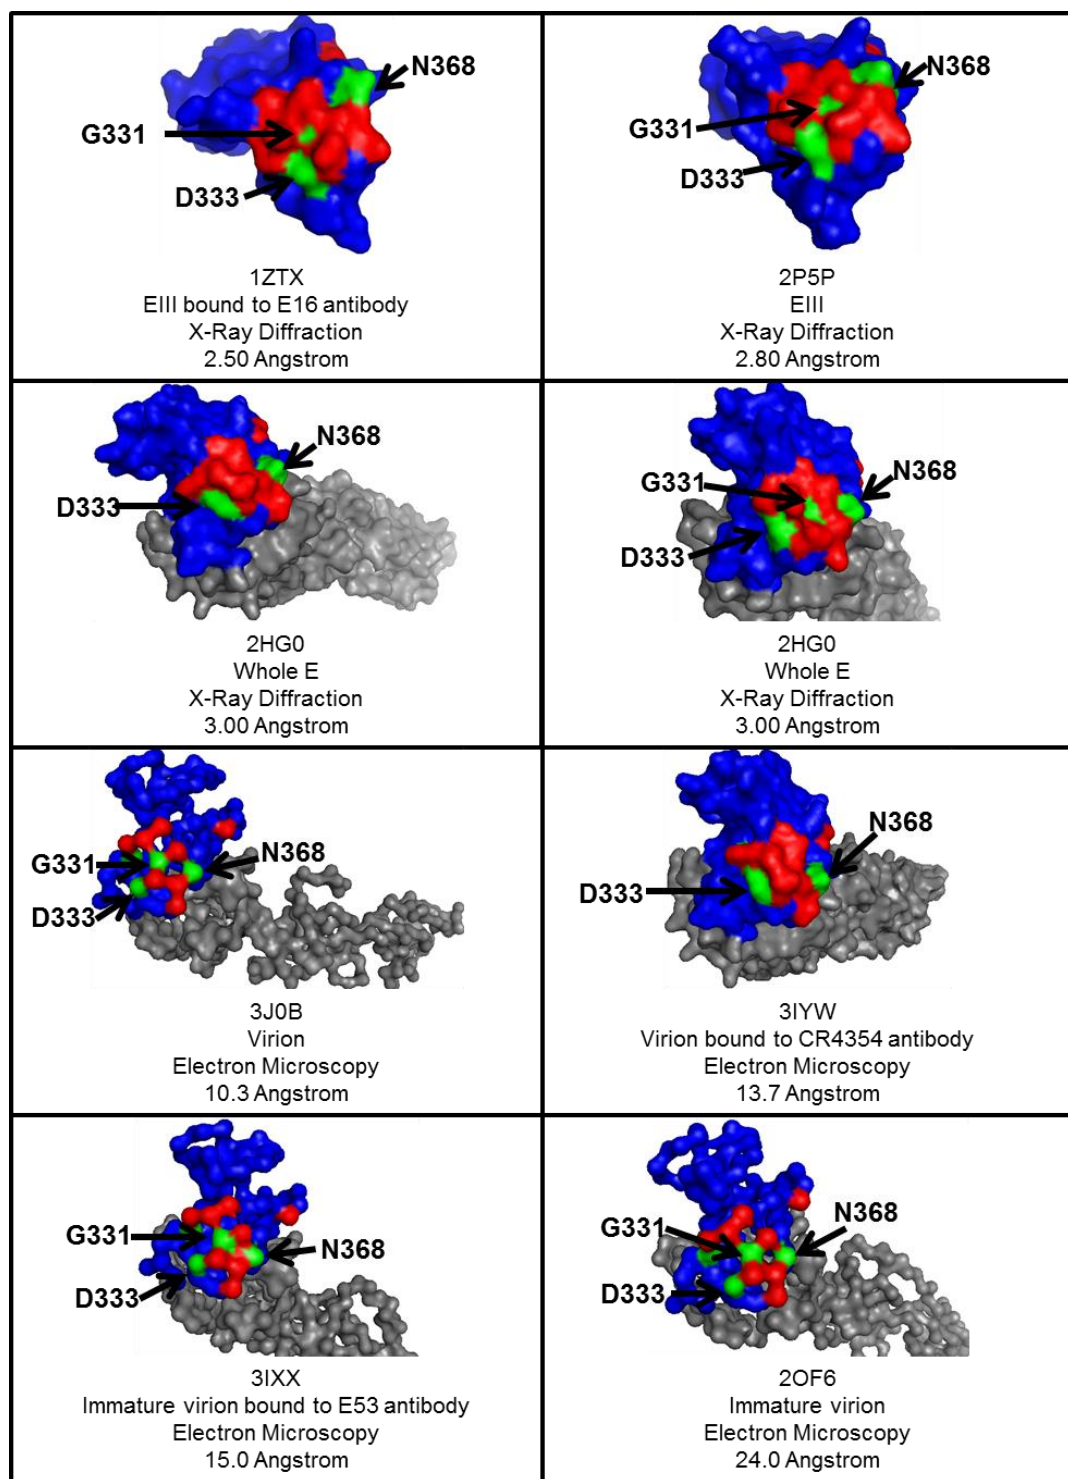 N368
G331
D333
1ZTX
EIII bound to E16 antibody
X-Ray Diffraction
2.50 Angstrom
N368
G331
D333
2P5P
EIII
X-Ray Diffraction
2.80 Angstrom
N368
D333
2HG0
Whole E
X-Ray Diffraction
3.00 Angstrom
G331
N368
D333
2HG0
Whole E
X-Ray Diffraction
3.00 Angstrom
G331
N368
D333
3J0B
Virion
Electron Microscopy
10.3 Angstrom
N368
D333
3IYW
Virion bound to CR4354 antibody
Electron Microscopy
13.7 Angstrom
G331
N368
D333
3IXX
Immature virion bound to E53 antibody
Electron Microscopy
15.0 Angstrom
N368
G331
D333
2OF6
Immature virion
Electron Microscopy
24.0 Angstrom